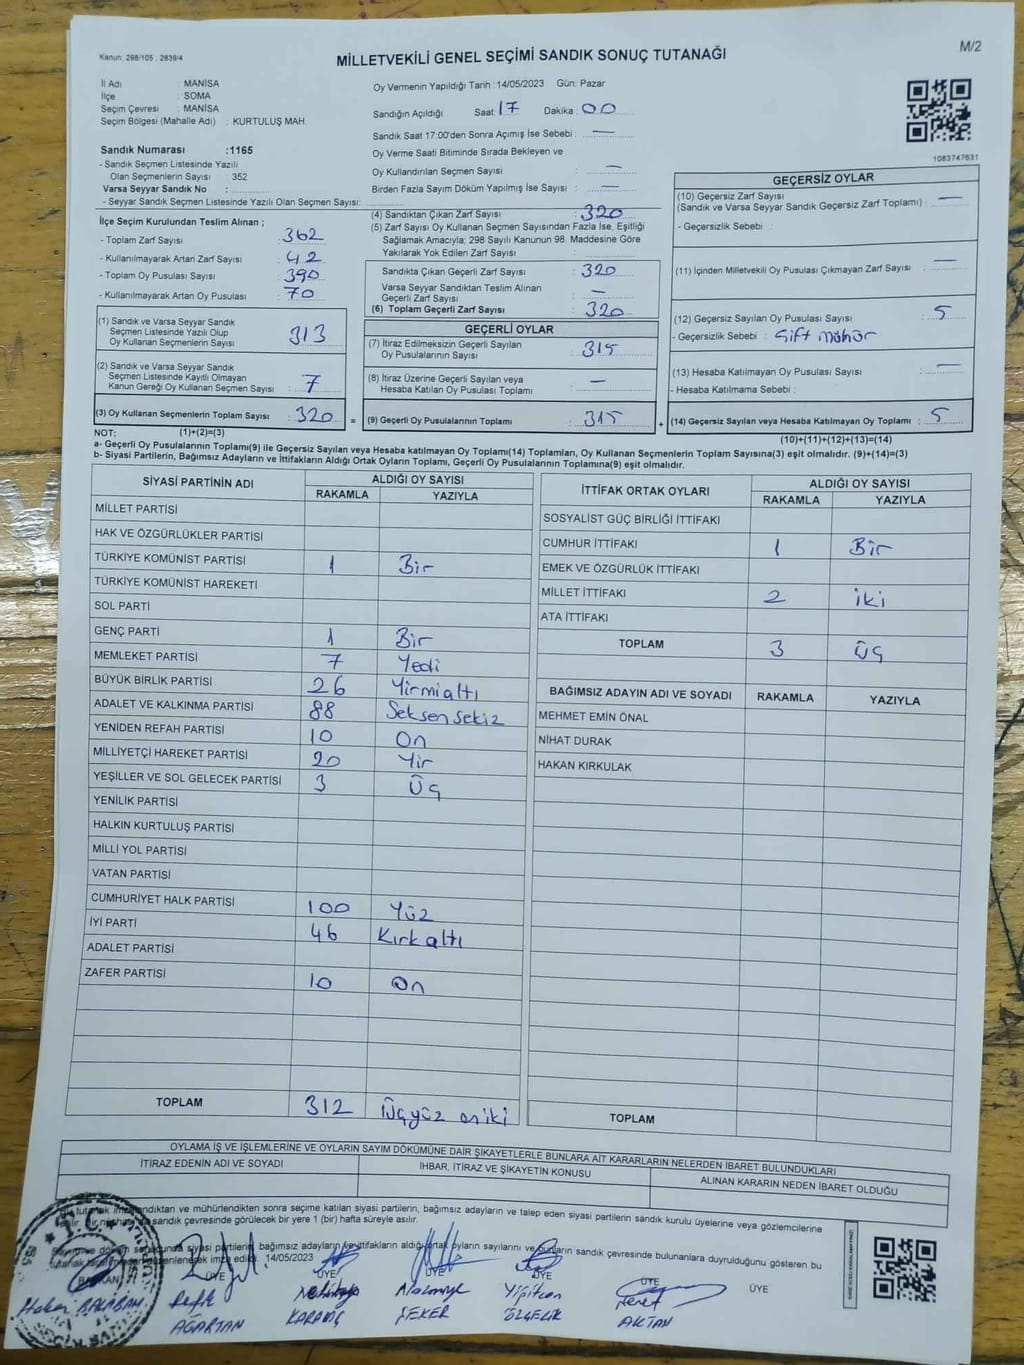 Kanun: 298/105, 2839/4
MİLLETVEKİLİ GENEL SEÇİMİ SANDIK SONUÇ TUTANAĞI
M/2
İl Adı : MANİSA
İlçe : SOMA
Seçim Çevresi : MANİSA
Seçim Bölgesi (Mahalle Adı) : KURTULUŞ MAH.
Sandık Numarası :1165
- Sandık Seçmen Listesinde Yazılı
Olan Seçmenlerin Sayısı : 352
Varsa Seyyar Sandık No :
- Seyyar Sandık Seçmen Listesinde Yazılı Olan Seçmen Sayısı:
Oy Vermenin Yapıldığı Tarih :14/05/2023 Gün: Pazar
Sandığın Açıldığı Saat: 17 Dakika : 00
Sandık Saat 17:00'den Sonra Açımış İse Sebebi : —
Oy Verme Saati Bitiminde Sırada Bekleyen ve
Oy Kullandırılan Seçmen Sayısı : —
Birden Fazla Sayım Döküm Yapılmış İse Sayısı : —
1083747631
İlçe Seçim Kurulundan Teslim Alınan ;
- Toplam Zarf Sayısı : 362
- Kullanılmayarak Artan Zarf Sayısı : 42
- Toplam Oy Pusulası Sayısı : 390
- Kullanılmayarak Artan Oy Pusulası : 70
(1) Sandık ve Varsa Seyyar Sandık
Seçmen Listesinde Yazılı Olup
Oy Kullanan Seçmenlerin Sayısı : 313
(2) Sandık ve Varsa Seyyar Sandık
Seçmen Listesinde Kayıtlı Olmayan
Kanun Gereği Oy Kullanan Seçmen Sayısı : 7
(3) Oy Kullanan Seçmenlerin Toplam Sayısı : 320 =
(1)+(2)=(3)
(4) Sandıktan Çıkan Zarf Sayısı : 320
(5) Zarf Sayısı Oy Kullanan Seçmen Sayısından Fazla İse, Eşitliği
Sağlamak Amacıyla; 298 Sayılı Kanunun 98. Maddesine Göre
Yakılarak Yok Edilen Zarf Sayısı :
Sandıkta Çıkan Geçerli Zarf Sayısı : 320
Varsa Seyyar Sandıktan Teslim Alınan
Geçerli Zarf Sayısı : —
(6) Toplam Geçerli Zarf Sayısı : 320
GEÇERLİ OYLAR
(7) İtiraz Edilmeksizin Geçerli Sayılan
Oy Pusulalarının Sayısı : 315
(8) İtiraz Üzerine Geçerli Sayılan veya
Hesaba Katılan Oy Pusulası Toplamı : —
(9) Geçerli Oy Pusulalarının Toplamı : 315 +
GEÇERSİZ OYLAR
(10) Geçersiz Zarf Sayısı
(Sandık ve Varsa Seyyar Sandık Geçersiz Zarf Toplamı) : —
- Geçersizlik Sebebi :
(11) İçinden Milletvekili Oy Pusulası Çıkmayan Zarf Sayısı : —
(12) Geçersiz Sayılan Oy Pusulası Sayısı : 5
- Geçersizlik Sebebi : Çift Mühür
(13) Hesaba Katılmayan Oy Pusulası Sayısı : —
- Hesaba Katılmama Sebebi :
(14) Geçersiz Sayılan veya Hesaba Katılmayan Oy Toplamı : 5
(10)+(11)+(12)+(13)=(14)
NOT:
a- Geçerli Oy Pusulalarının Toplamı(9) ile Geçersiz Sayılan veya Hesaba katılmayan Oy Toplamı(14) Toplamları, Oy Kullanan Seçmenlerin Toplam Sayısına(3) eşit olmalıdır. (9)+(14)=(3)
b- Siyasi Partilerin, Bağımsız Adayların ve İttifakların Aldığı Ortak Oyların Toplamı, Geçerli Oy Pusulalarının Toplamına(9) eşit olmalıdır.
SİYASİ PARTİNİN ADI ALDIĞI OY SAYISI
RAKAMLA YAZIYLA
MİLLET PARTİSİ
HAK VE ÖZGÜRLÜKLER PARTİSİ
TÜRKİYE KOMÜNİST PARTİSİ 1 Bir
TÜRKİYE KOMÜNİST HAREKETİ
SOL PARTİ
GENÇ PARTİ 1 Bir
MEMLEKET PARTİSİ 7 Yedi
BÜYÜK BİRLİK PARTİSİ 26 Yirmialtı
ADALET VE KALKINMA PARTİSİ 88 Seksensekiz
YENİDEN REFAH PARTİSİ 10 On
MİLLİYETÇİ HAREKET PARTİSİ 20 Yir
YEŞİLLER VE SOL GELECEK PARTİSİ 3 Üç
YENİLİK PARTİSİ
HALKIN KURTULUŞ PARTİSİ
MİLLİ YOL PARTİSİ
VATAN PARTİSİ
CUMHURİYET HALK PARTİSİ 100 Yüz
İYİ PARTİ 46 Kırkaltı
ADALET PARTİSİ
ZAFER PARTİSİ 10 On
TOPLAM 312 Üçyüz oniki
İTTİFAK ORTAK OYLARI ALDIĞI OY SAYISI
RAKAMLA YAZIYLA
SOSYALİST GÜÇ BİRLİĞİ İTTİFAKI
CUMHUR İTTİFAKI 1 Bir
EMEK VE ÖZGÜRLÜK İTTİFAKI
MİLLET İTTİFAKI 2 iki
ATA İTTİFAKI
TOPLAM 3 Üç
BAĞIMSIZ ADAYIN ADI VE SOYADI RAKAMLA YAZIYLA
MEHMET EMİN ÖNAL
NİHAT DURAK
HAKAN KIRKULAK
TOPLAM
OYLAMA İŞ VE İŞLEMLERİNE VE OYLARIN SAYIM DÖKÜMÜNE DAİR ŞİKAYETLERLE BUNLARA AİT KARARLARIN NELERDEN İBARET BULUNDUKLARI
İTİRAZ EDENİN ADI VE SOYADI İHBAR, İTİRAZ VE ŞİKAYETİN KONUSU ALINAN KARARIN NEDEN İBARET OLDUĞU
Bu tutanak imzalandıktan ve mühürlendikten sonra seçime katılan siyasi partilerin, bağımsız adayların ve talep eden siyasi partilerin sandık kurulu üyelerine veya gözlemcilerine
sandık çevresinde görülecek bir yere 1 (bir) hafta süreyle asılır.
siyasi partilerin, bağımsız adayların ve ittifakların aldığı ortak oyların sayılarını ve bunların sandık çevresinde bulunanlara duyrulduğunu gösteren bu
tutanak imza edildi. 14/05/2023
BAŞKAN ÜYE ÜYE ÜYE ÜYE ÜYE ÜYE
Hakan BALABAN
Refik AĞARTAN
ŞEKER
Yiğitcan ÖZÇELİK
AKTAN